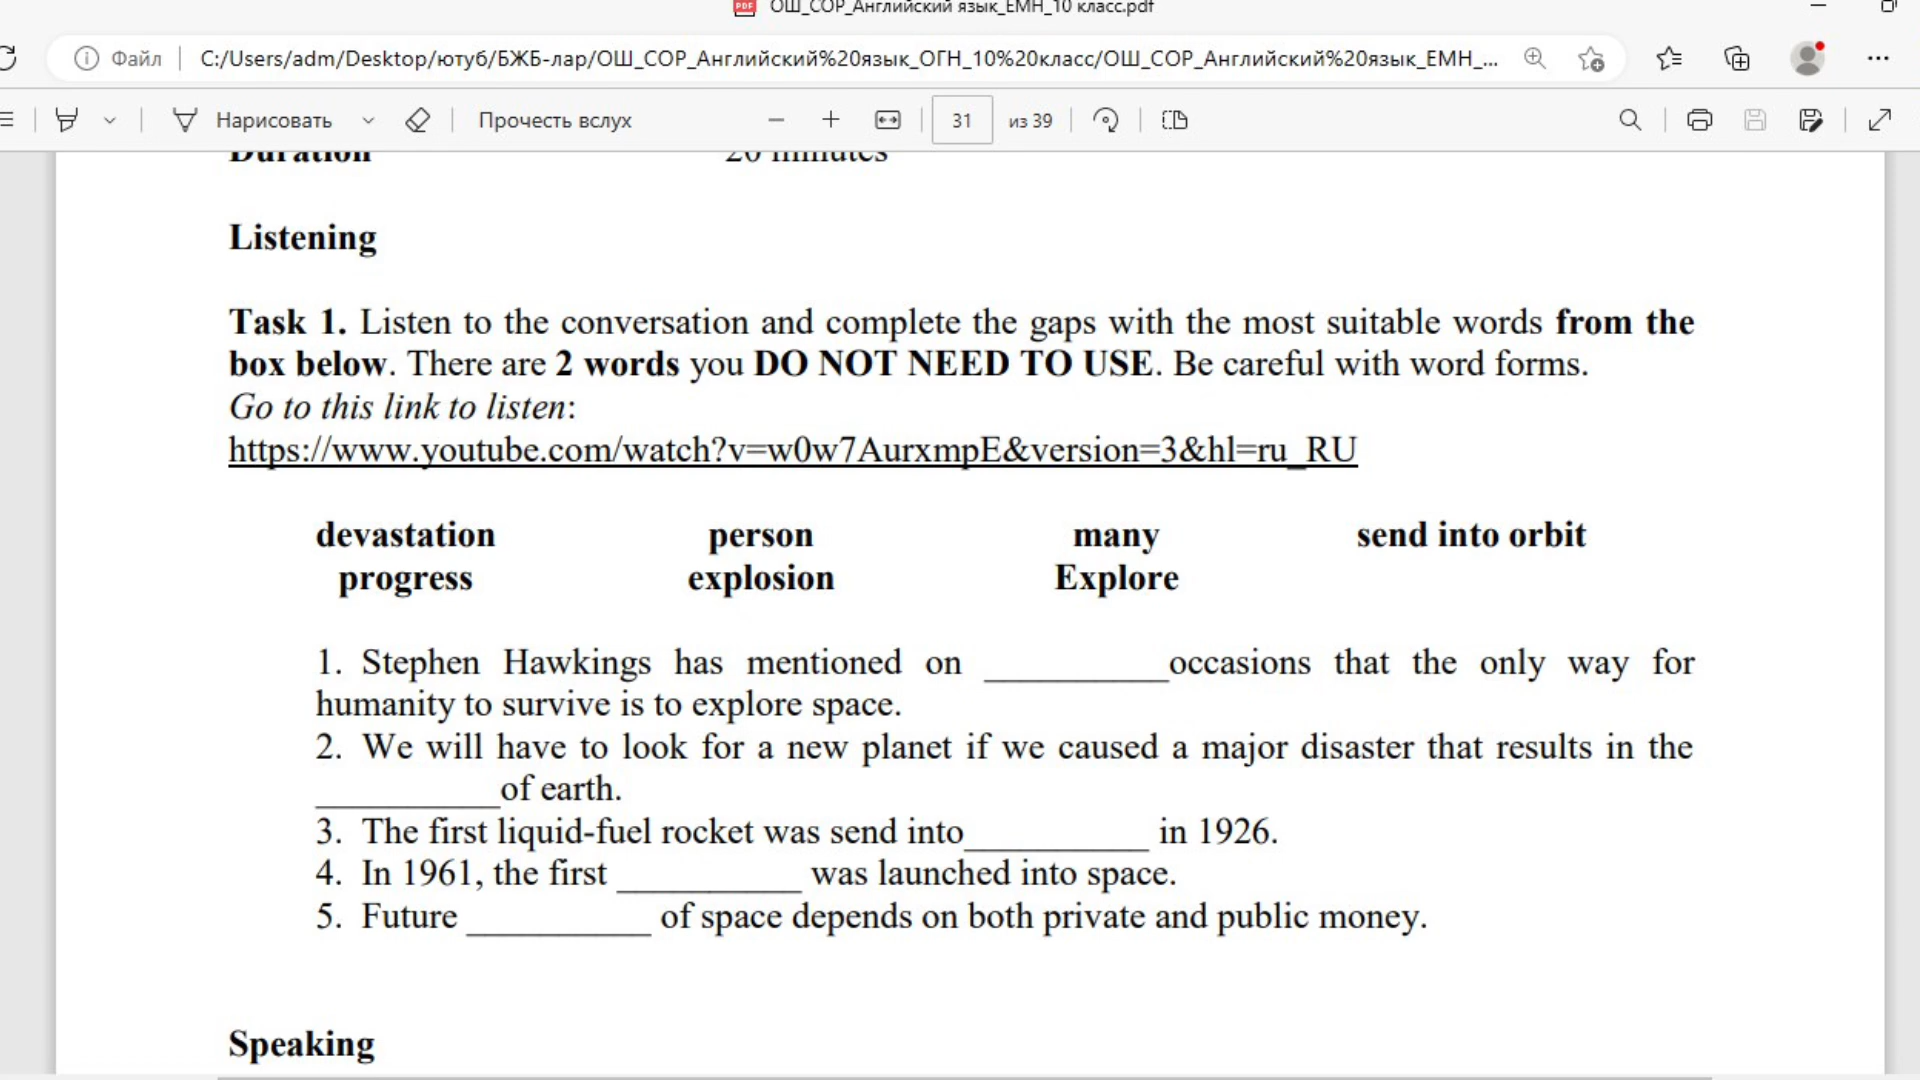 ОШ_СОР_Английский язык_ЕМН_10 класс.pdf
Файл C:/Users/adm/Desktop/ютуб/БЖБ-лар/ОШ_СОР_Английский%20язык_ОГН_10%20класс/ОШ_СОР_Английский%20язык_ЕМН_...
Нарисовать Прочесть вслух 31 из 39
Duration 20 minutes
Listening
Task 1. Listen to the conversation and complete the gaps with the most suitable words from the
box below. There are 2 words you DO NOT NEED TO USE. Be careful with word forms.
Go to this link to listen:
https://www.youtube.com/watch?v=w0w7AurxmpE&version=3&hl=ru_RU
devastation person many send into orbit
progress explosion Explore
1. Stephen Hawkings has mentioned on __________occasions that the only way for
humanity to survive is to explore space.
2. We will have to look for a new planet if we caused a major disaster that results in the
__________of earth.
3. The first liquid-fuel rocket was send into__________ in 1926.
4. In 1961, the first __________ was launched into space.
5. Future __________ of space depends on both private and public money.
Speaking